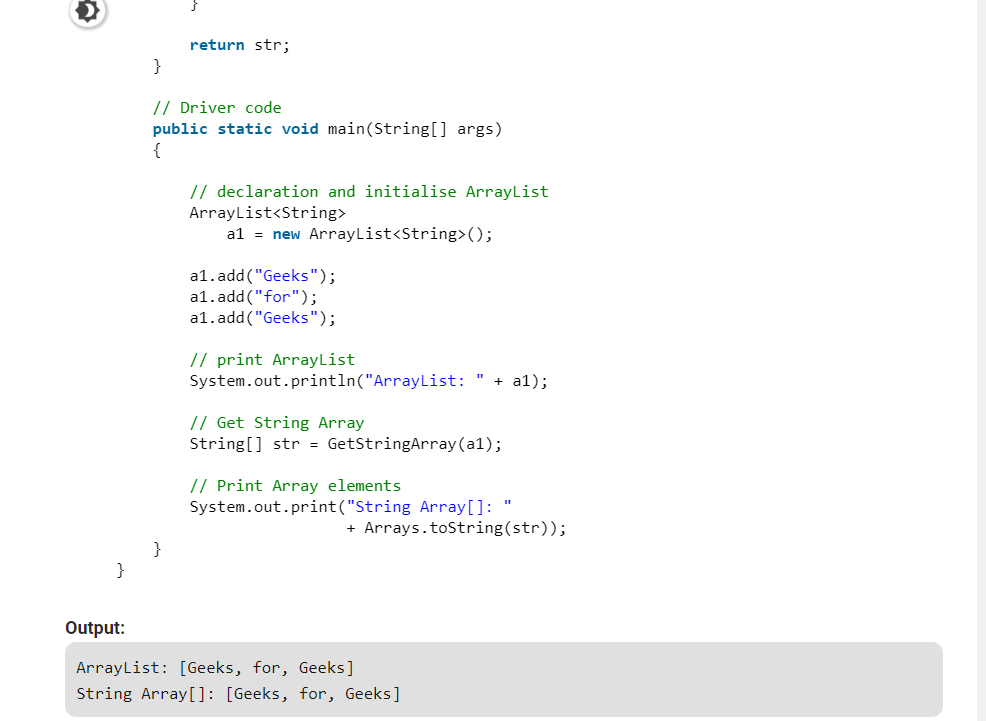 }
return str;
}
// Driver code
public static void main(String[] args)
{
// declaration and initialise ArrayList
ArrayList<String>
a1 = new ArrayList<String>();
a1.add("Geeks");
a1.add("for");
a1.add("Geeks");
// print ArrayList
System.out.println("ArrayList: " + a1);
// Get String Array
String[] str = GetStringArray(a1);
// Print Array elements
System.out.print("String Array[]: "
+ Arrays.toString(str));
}
}
Output:
ArrayList: [Geeks, for, Geeks]
String Array[]: [Geeks, for, Geeks]